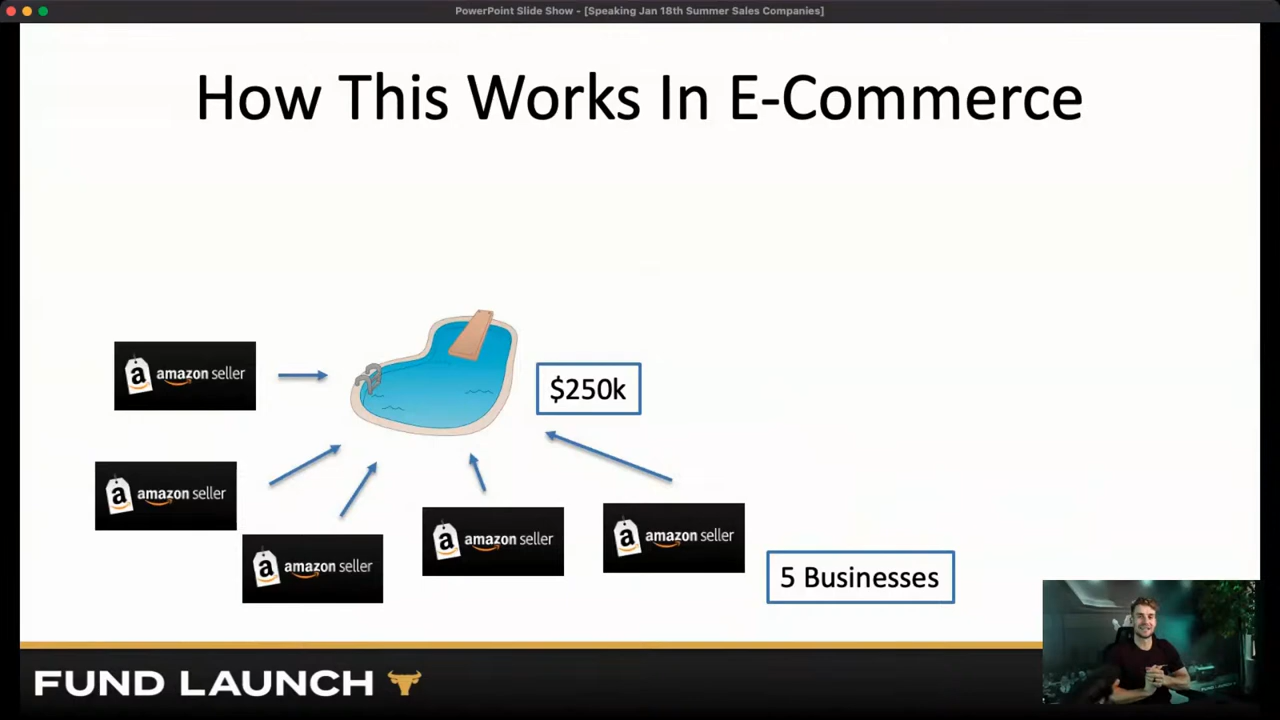 PowerPoint Slide Show - [Speaking Jan 18th Summer Sales Companies]
How This Works In E-Commerce
a amazon seller
$250k
a amazon seller
a amazon seller
a amazon seller
a amazon seller
5 Businesses
FUND LAUNCH